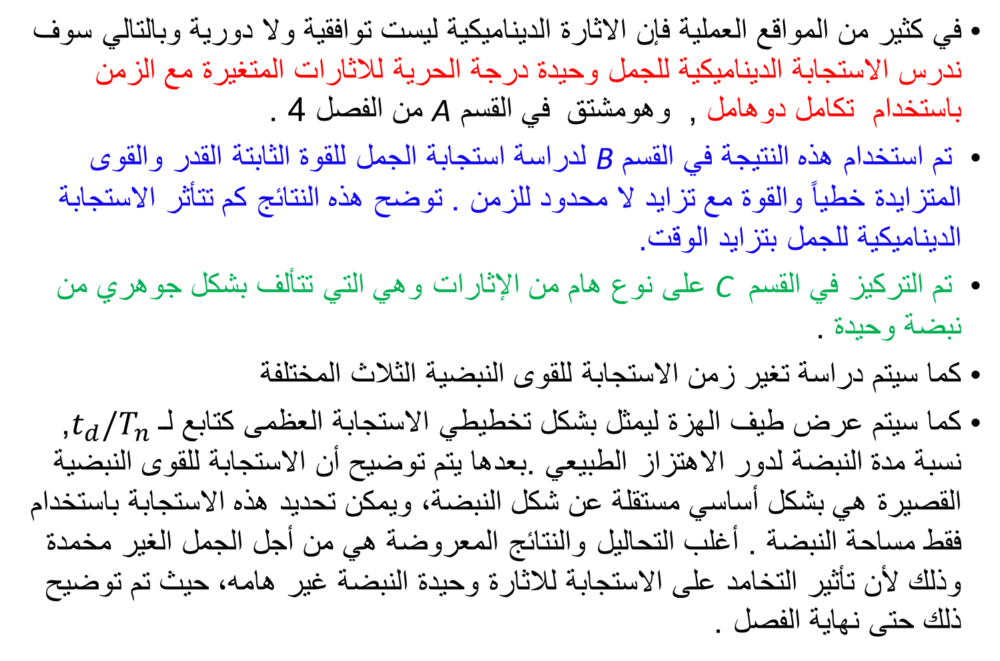 • في كثير من المواقع العملية فإن الاثارة الديناميكية ليست توافقية ولا دورية وبالتالي سوف
ندرس الاستجابة الديناميكية للجمل وحيدة درجة الحرية للاثارات المتغيرة مع الزمن
باستخدام تكامل دوهامل , وهومشتق في القسم A من الفصل 4 .
• تم استخدام هذه النتيجة في القسم B لدراسة استجابة الجمل للقوة الثابتة القدر والقوى
المتزايدة خطياً والقوة مع تزايد لا محدود للزمن . توضح هذه النتائج كم تتأثر الاستجابة
الديناميكية للجمل بتزايد الوقت.
• تم التركيز في القسم C على نوع هام من الإثارات وهي التي تتألف بشكل جوهري من
نبضة وحيدة .
• كما سيتم دراسة تغير زمن الاستجابة للقوى النبضية الثلاث المختلفة
• كما سيتم عرض طيف الهزة ليمثل بشكل تخطيطي الاستجابة العظمى كتابع لـ t_d/T_n,
نسبة مدة النبضة لدور الاهتزاز الطبيعي .بعدها يتم توضيح أن الاستجابة للقوى النبضية
القصيرة هي بشكل أساسي مستقلة عن شكل النبضة، ويمكن تحديد هذه الاستجابة باستخدام
فقط مساحة النبضة . أغلب التحاليل والنتائج المعروضة هي من أجل الجمل الغير مخمدة
وذلك لأن تأثير التخامد على الاستجابة للاثارة وحيدة النبضة غير هامه، حيث تم توضيح
ذلك حتى نهاية الفصل .